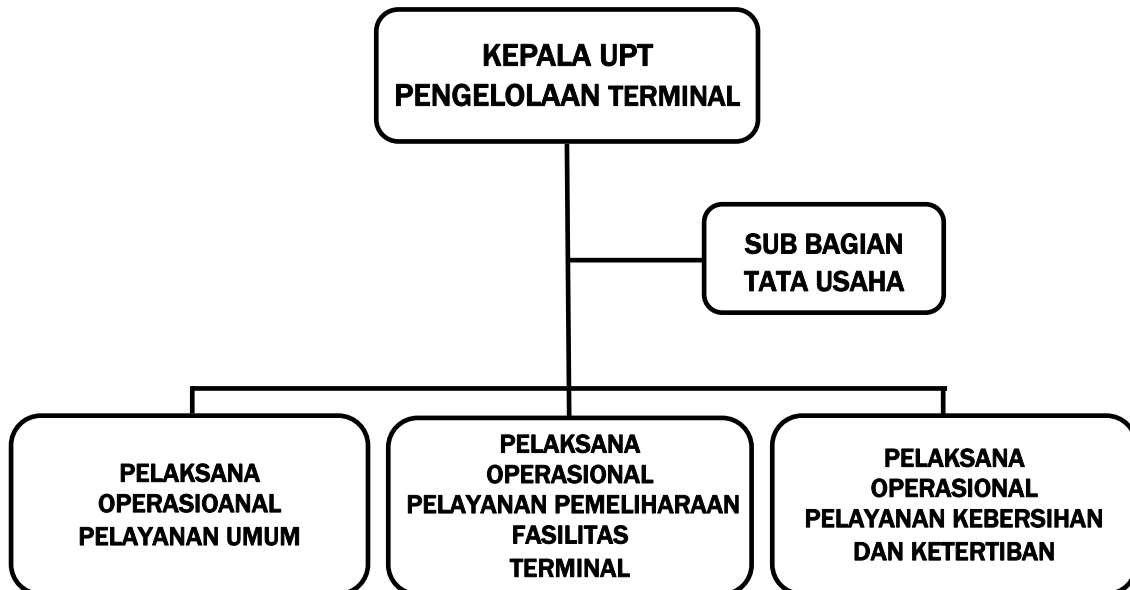 KEPALA UPT
PENGELOLAAN TERMINAL
SUB BAGIAN
TATA USAHA
PELAKSANA
OPERASIOANAL
PELAYANAN UMUM
PELAKSANA
OPERASIONAL
PELAYANAN PEMELIHARAAN
FASILITAS
TERMINAL
PELAKSANA
OPERASIONAL
PELAYANAN KEBERSIHAN
DAN KETERTIBAN